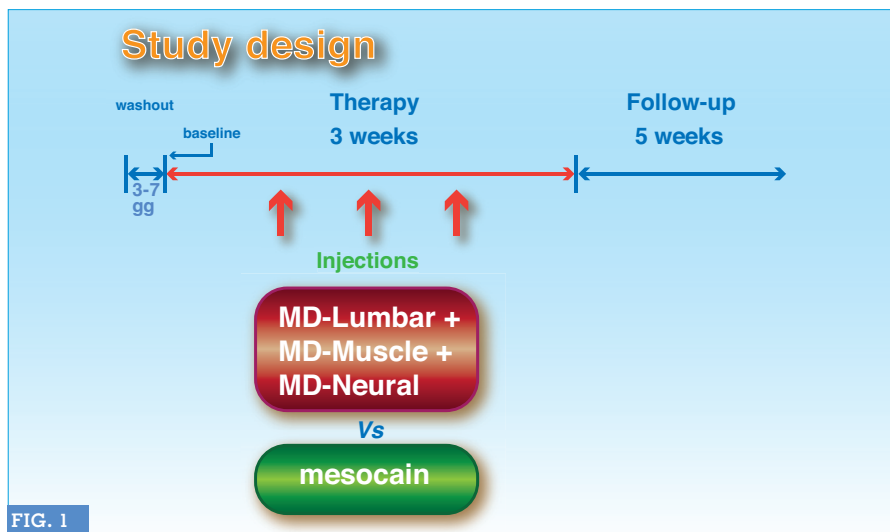 Study design
washout
baseline
Therapy
3 weeks
Follow-up
5 weeks
3-7
gg
Injections
MD-Lumbar +
MD-Muscle +
MD-Neural
Vs
mesocain
FIG. 1